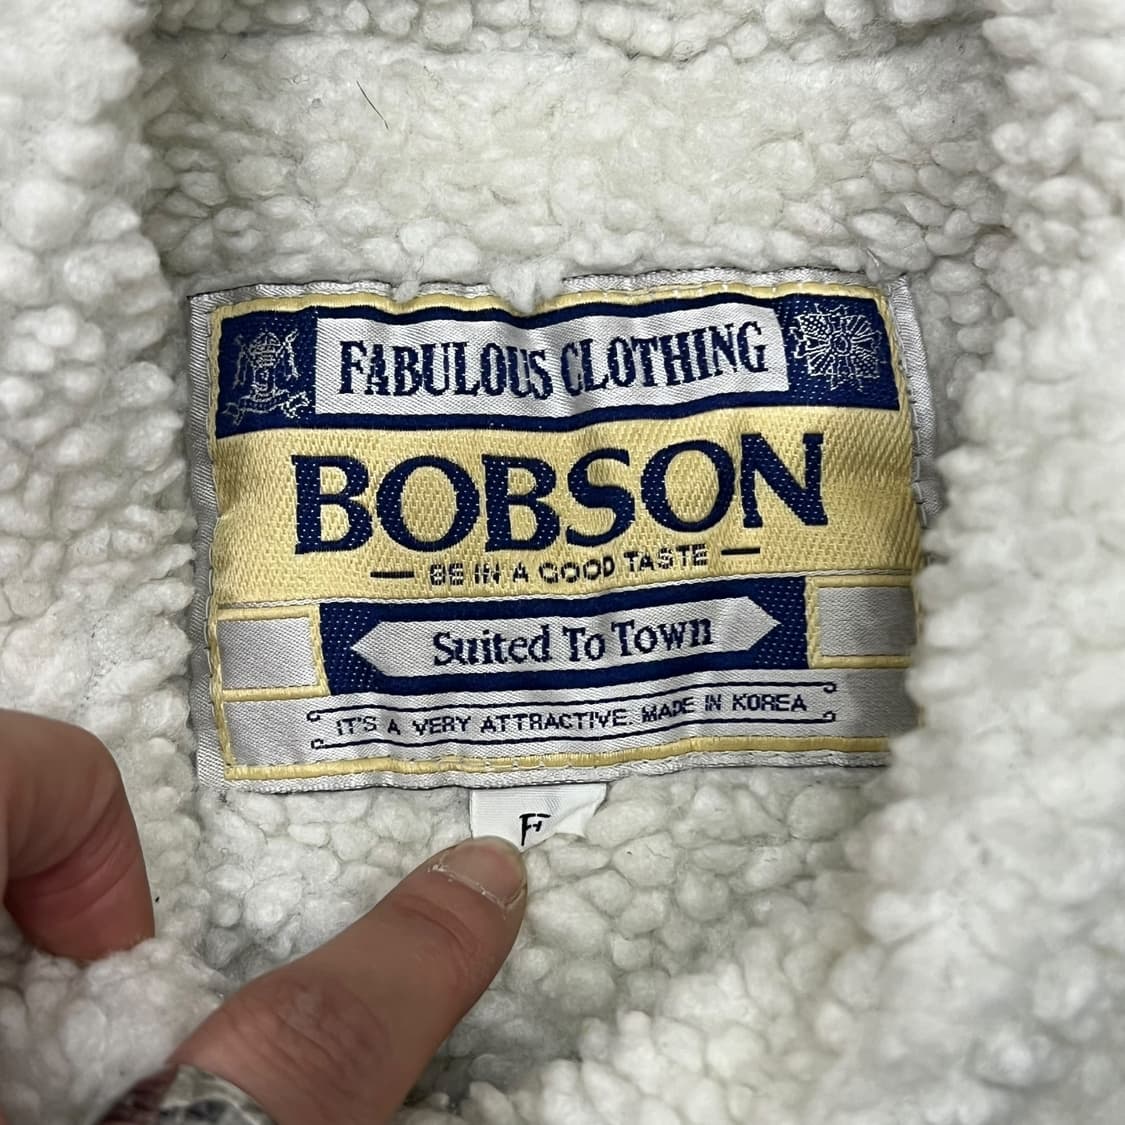 FABULOUS CLOTHING
BOBSON
— BE IN A GOOD TASTE —
Suited To Town
IT'S A VERY ATTRACTIVE. MADE IN KOREA
F